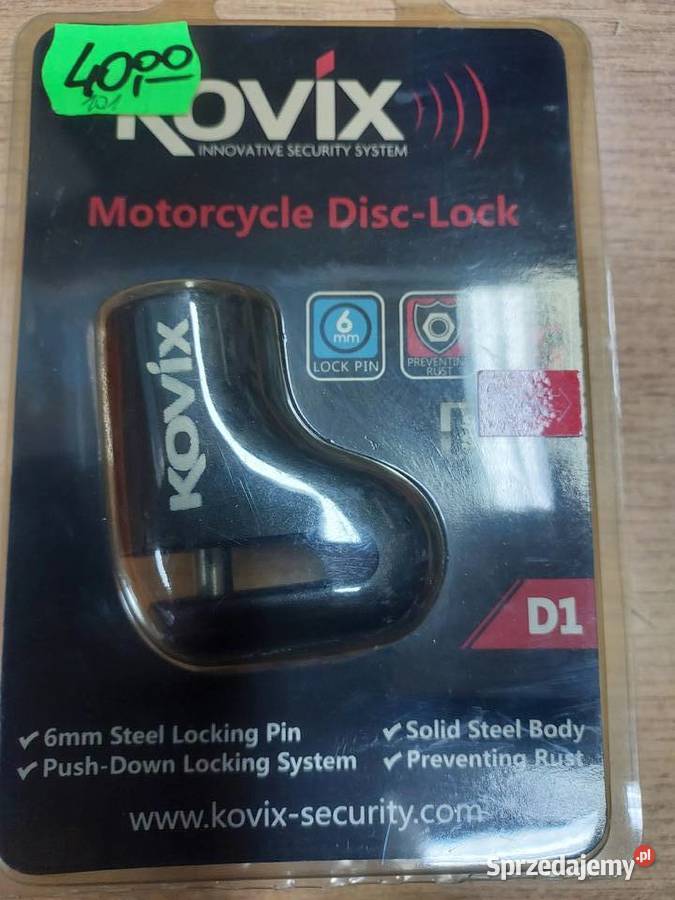 40,00
101
KOVIX
INNOVATIVE SECURITY SYSTEM
Motorcycle Disc-Lock
6
mm
LOCK PIN
PREVENTING
RUST
KOVIX
D1
✓ 6mm Steel Locking Pin
✓ Solid Steel Body
✓ Push-Down Locking System
✓ Preventing Rust
www.kovix-security.com
Sprzedajemy.pl